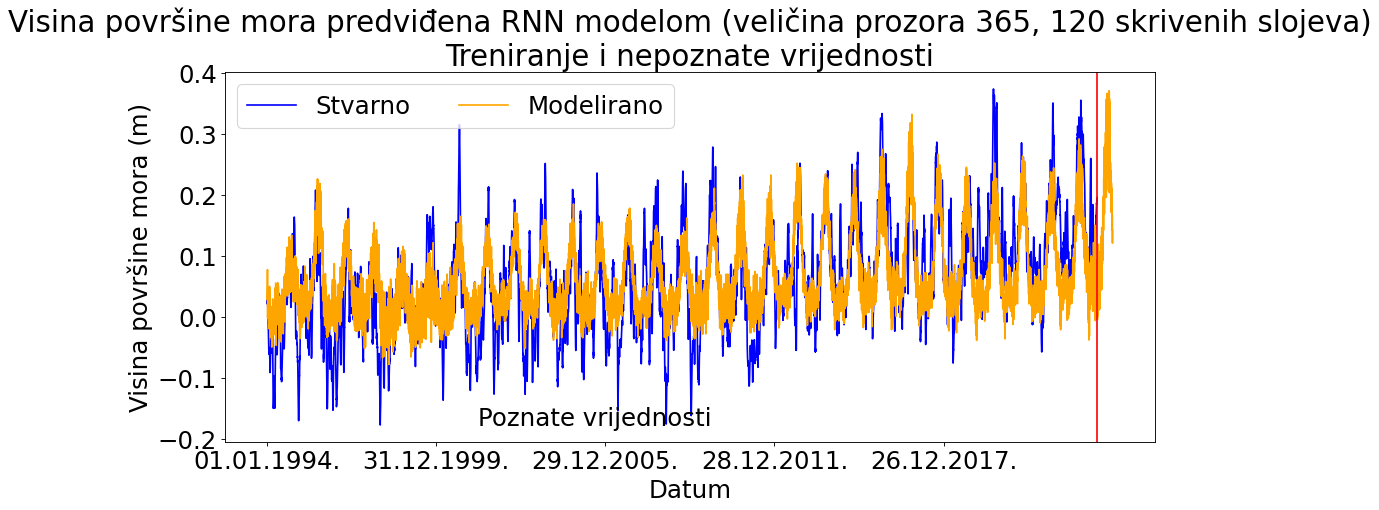 Visina površine mora predviđena RNN modelom (veličina prozora 365, 120 skrivenih slojeva)
Treniranje i nepoznate vrijednosti
Stvarno
Modelirano
Visina površine mora (m)
0.4
0.3
0.2
0.1
0.0
−0.1
−0.2
Poznate vrijednosti
01.01.1994.
31.12.1999.
29.12.2005.
28.12.2011.
26.12.2017.
Datum